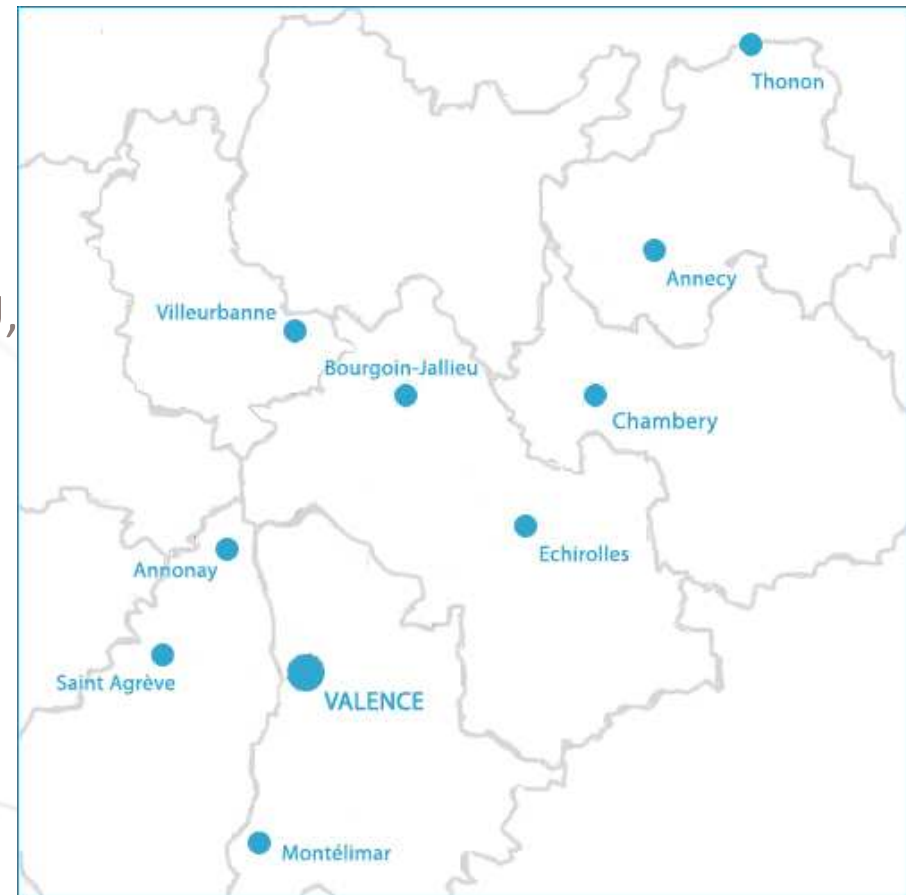 Thonon
Annecy
Villeurbanne
Bourgoin-Jallieu
Chambery
Echirolles
Annonay
Saint Agrève
VALENCE
Montélimar